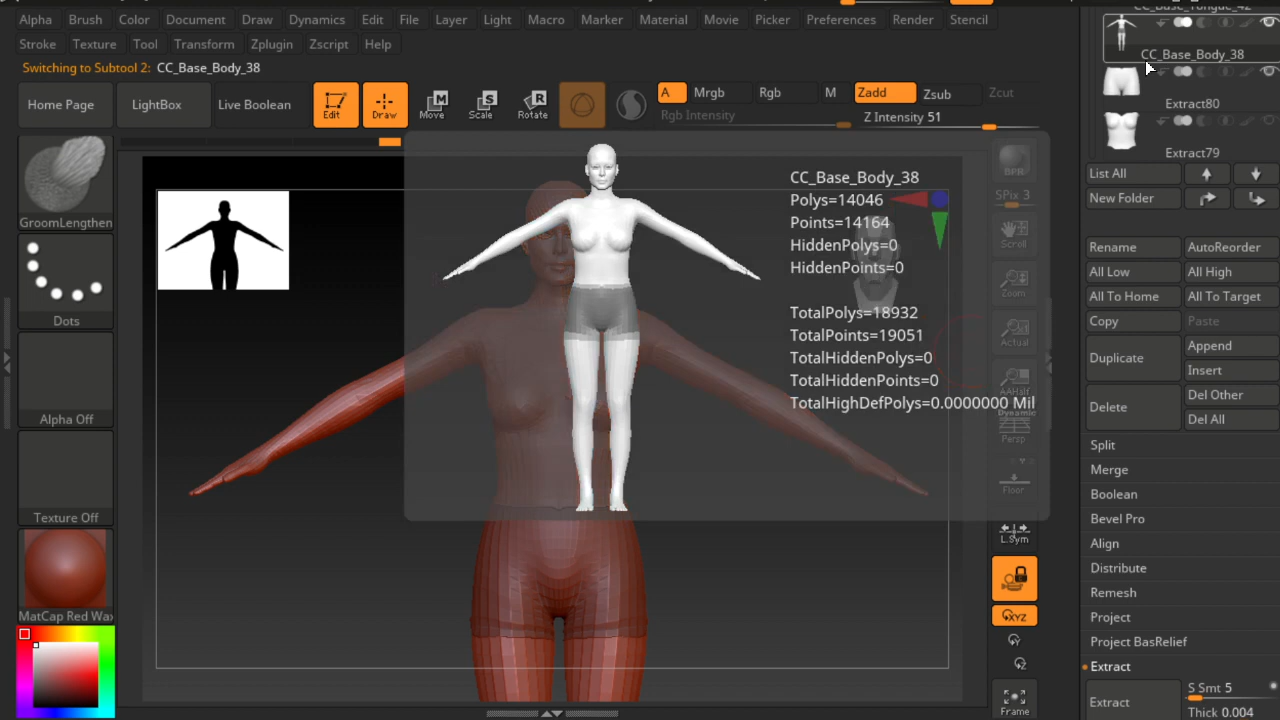 Alpha Brush Color Document Draw Dynamics Edit File Layer Light Macro Marker Material Movie Picker Preferences Render Stencil
Stroke Texture Tool Transform Zplugin Zscript Help
Switching to Subtool 2: CC_Base_Body_38
Home Page LightBox Live Boolean Edit Draw M Move S Scale R Rotate A Mrgb Rgb M Zadd Zsub Zcut
Rgb Intensity Z Intensity 51
GroomLengthen
Dots
Alpha Off
Texture Off
MatCap Red Wax
CC_Base_Body_38
Polys=14046
Points=14164
HiddenPolys=0
HiddenPoints=0
TotalPolys=18932
TotalPoints=19051
TotalHiddenPolys=0
TotalHiddenPoints=0
TotalHighDefPolys=0.0000000 Mil
BPR
SPix 3
Scroll
Zoom
Actual
AAHalf
Dynamic
Persp
Floor
L.Sym
XYZ
Y
Z
Frame
CC_Base_Tongue_42
CC_Base_Body_38
Extract80
Extract79
List All
New Folder
Rename AutoReorder
All Low All High
All To Home All To Target
Copy Paste
Duplicate Append
Insert
Delete Del Other
Del All
Split
Merge
Boolean
Bevel Pro
Align
Distribute
Remesh
Project
Project BasRelief
Extract
Extract S Smt 5
Thick 0.004